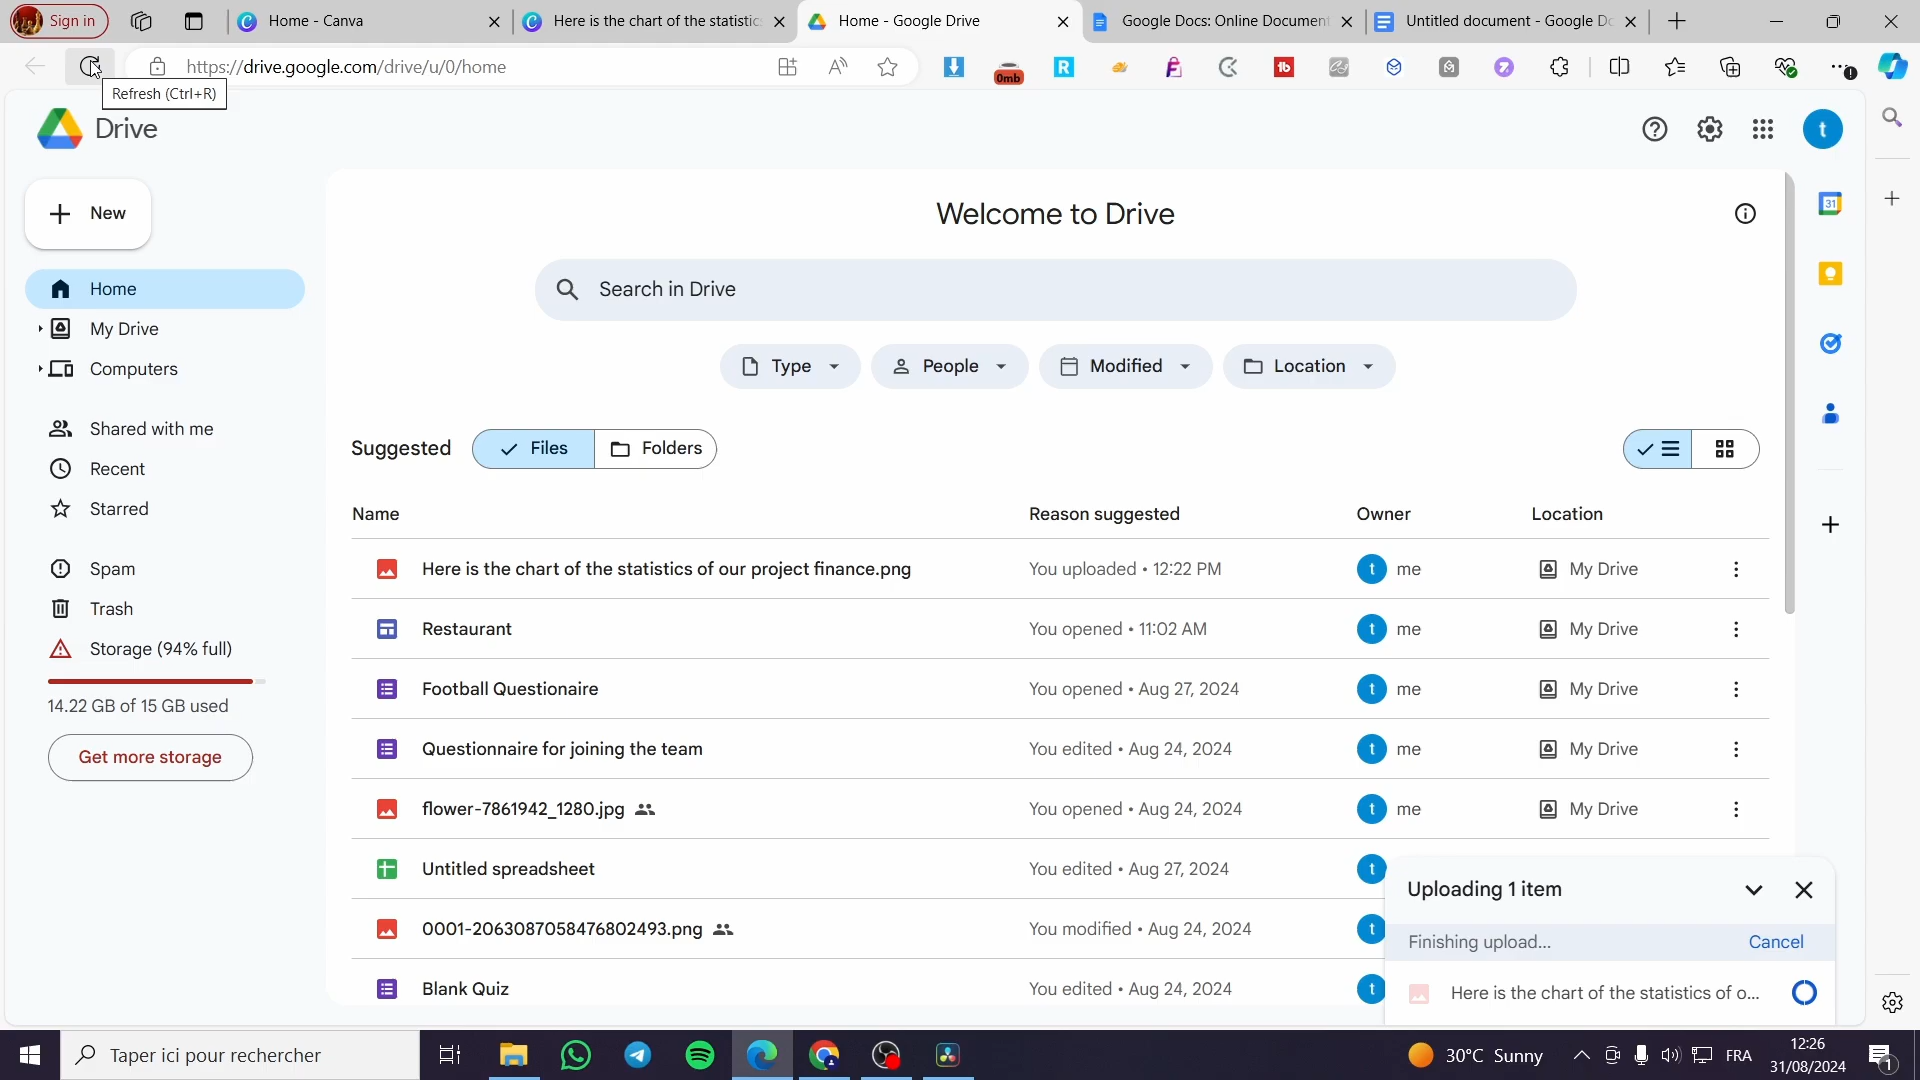 Sign in
Home - Canva
Here is the chart of the statistics
Home - Google Drive
Google Docs: Online Document
Untitled document - Google Do
https://drive.google.com/drive/u/0/home
0mb
Refresh (Ctrl+R)
Drive
New
Home
My Drive
Computers
Shared with me
Recent
Starred
Spam
Trash
Storage (94% full)
14.22 GB of 15 GB used
Get more storage
Welcome to Drive
Search in Drive
Type
People
Modified
Location
Suggested
Files
Folders
Name Reason suggested Owner Location
Here is the chart of the statistics of our project finance.png You uploaded • 12:22 PM t me My Drive
Restaurant You opened • 11:02 AM t me My Drive
Football Questionaire You opened • Aug 27, 2024 t me My Drive
Questionnaire for joining the team You edited • Aug 24, 2024 t me My Drive
flower-7861942_1280.jpg You opened • Aug 24, 2024 t me My Drive
Untitled spreadsheet You edited • Aug 27, 2024 t
0001-2063087058476802493.png You modified • Aug 24, 2024 t
Blank Quiz You edited • Aug 24, 2024 t
t
31
Uploading 1 item
Finishing upload... Cancel
Here is the chart of the statistics of o...
Taper ici pour rechercher
30°C Sunny
FRA
12:26
31/08/2024
1